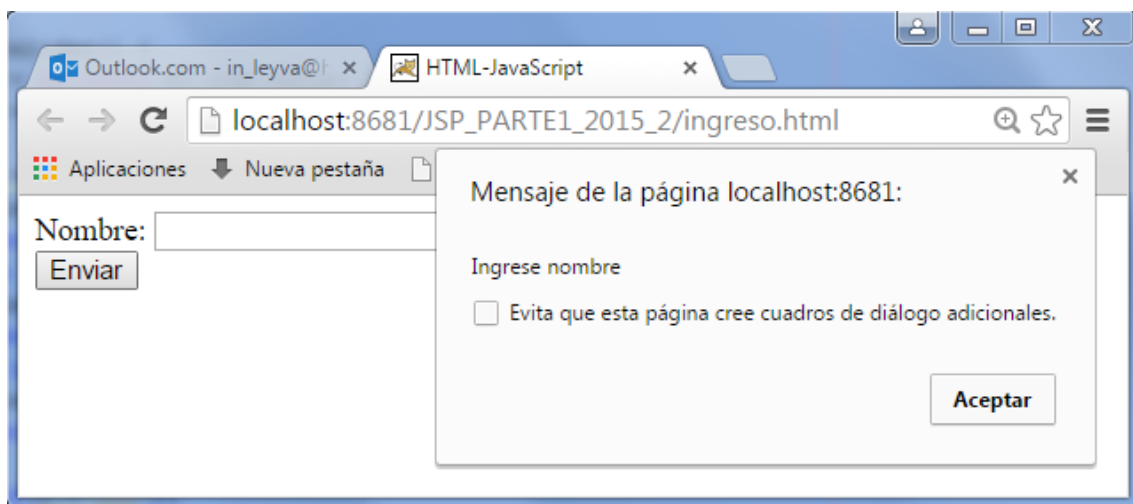 Outlook.com - in_leyva@h
HTML-JavaScript
localhost:8681/JSP_PARTE1_2015_2/ingreso.html
Aplicaciones Nueva pestaña
Mensaje de la página localhost:8681:
Nombre:
Enviar
Ingrese nombre
Evita que esta página cree cuadros de diálogo adicionales.
Aceptar